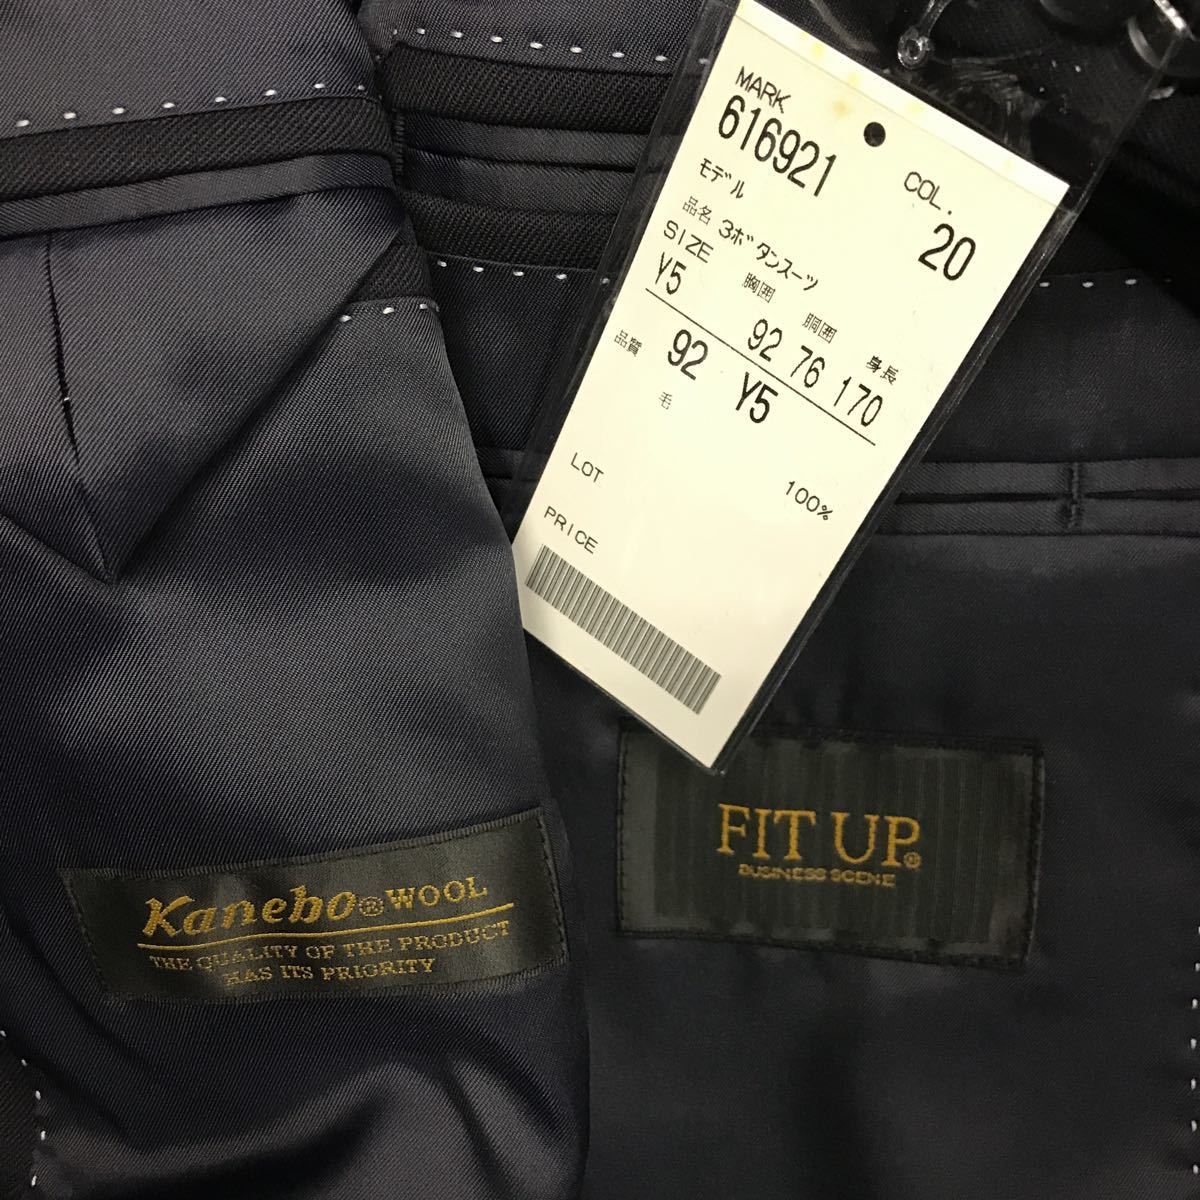 MARK
616921
COL.
20
モデル
品名 3ボタンスーツ
SIZE 胸囲 胴囲 身長
Y5 92 76 170
品質 92 Y5
毛 100%
LOT
PRICE
Kanebo® WOOL
THE QUALITY OF THE PRODUCT
HAS ITS PRIORITY
FIT UP®
BUSINESS SCENE